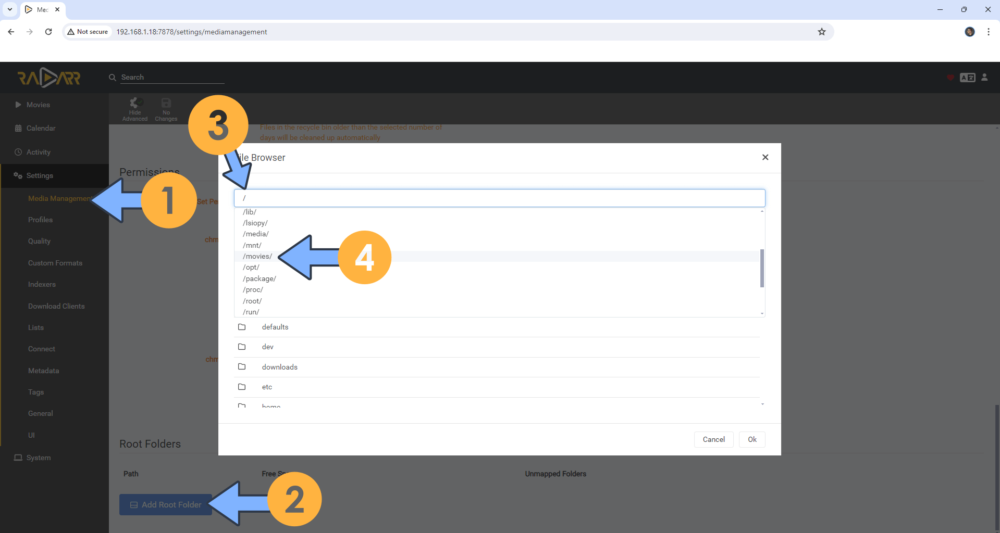 Mec
Not secure
192.168.1.18:7878/settings/mediamanagement
RADARR
Search
Movies
Calendar
Activity
Settings
Media Management
Profiles
Quality
Custom Formats
Indexers
Download Clients
Lists
Connect
Metadata
Tags
General
UI
System
Hide
Advanced
No
Changes
Files in the recycle bin older than the selected number of
days will be cleaned up automatically
Permissions
Set Pe
chm
chm
1
3
ile Browser
/
/lib/
/lsiopy/
/media/
/mnt/
/movies/
/opt/
/package/
/proc/
/root/
/run/
4
defaults
dev
downloads
etc
home
Cancel
Ok
Root Folders
Path
Free Sp
Unmapped Folders
Add Root Folder
2